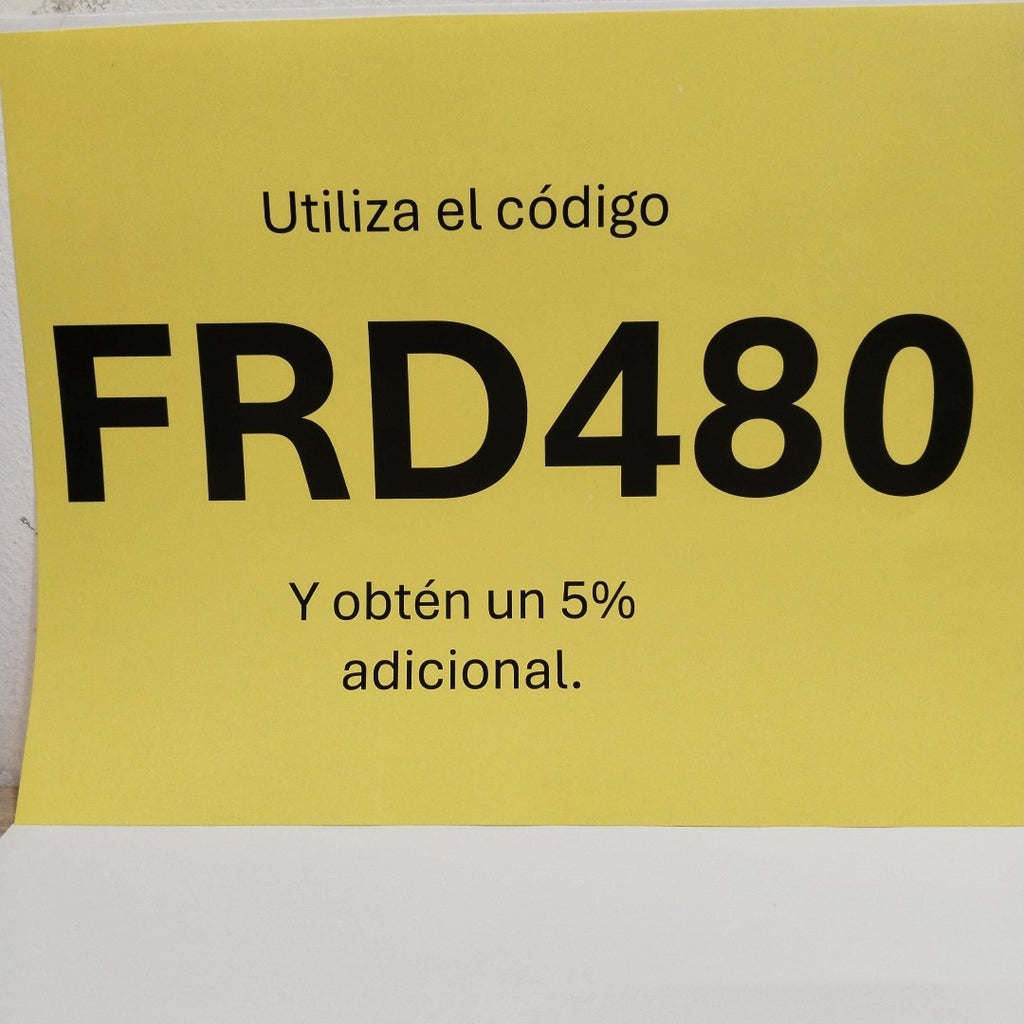 Utiliza el código
FRD480
Y obtén un 5%
adicional.